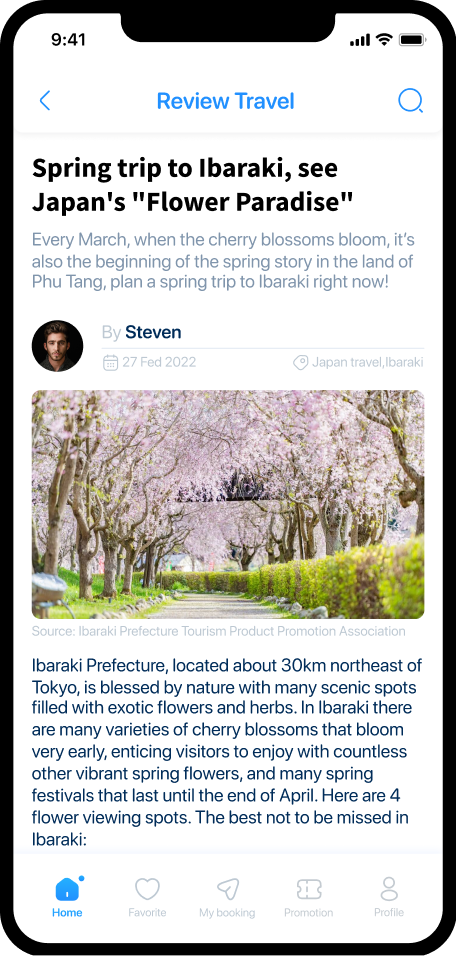 9:41
Review Travel
Spring trip to Ibaraki, see
Japan's "Flower Paradise"
Every March, when the cherry blossoms bloom, it's
also the beginning of the spring story in the land of
Phu Tang, plan a spring trip to Ibaraki right now!
By Steven
27 Fed 2022
Japan travel,Ibaraki
Source: Ibaraki Prefecture Tourism Product Promotion Association
Ibaraki Prefecture, located about 30km northeast of
Tokyo, is blessed by nature with many scenic spots
filled with exotic flowers and herbs. In Ibaraki there
are many varieties of cherry blossoms that bloom
very early, enticing visitors to enjoy with countless
other vibrant spring flowers, and many spring
festivals that last until the end of April. Here are 4
flower viewing spots. The best not to be missed in
Ibaraki:
Home
Favorite
My booking
Promotion
Profile